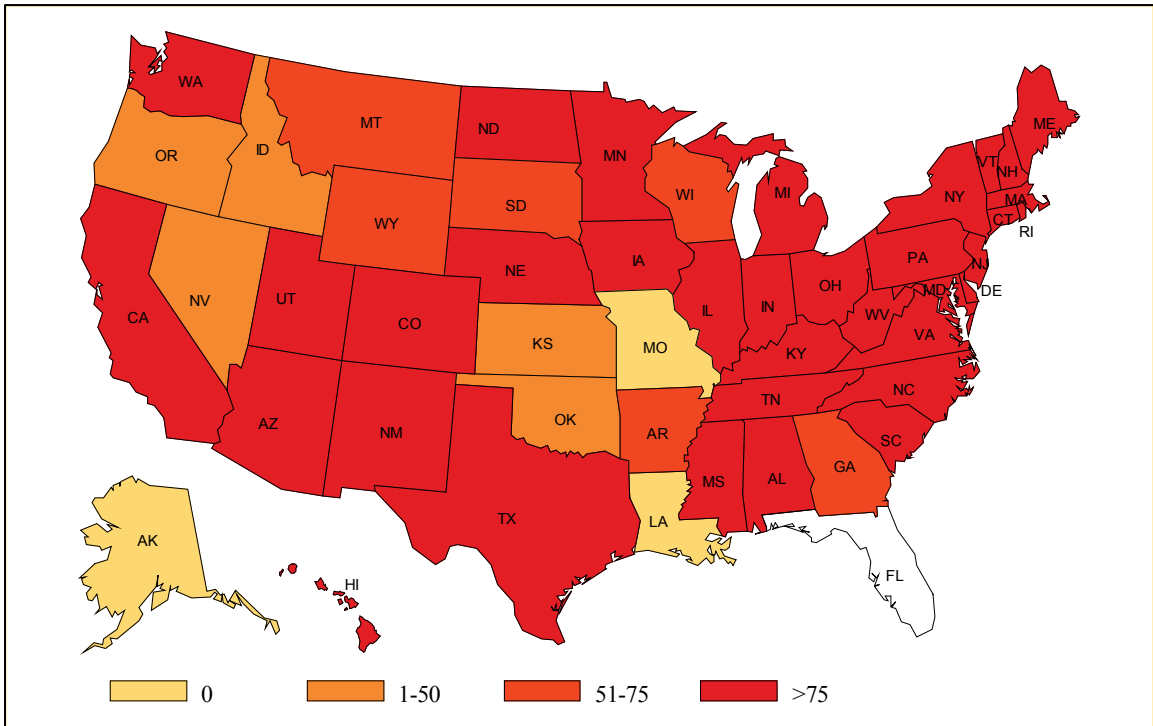 WA
MT
ND
ME
OR
ID
MN
VT
NH
WI
MI
NY
MA
SD
WY
CT
RI
IA
PA
NE
NJ
OH
DE
MD
NV
UT
IL
IN
WV
CA
CO
VA
KS
MO
KY
NC
TN
AZ
NM
OK
AR
SC
GA
MS
AL
TX
LA
AK
FL
HI
0
1-50
51-75
>75